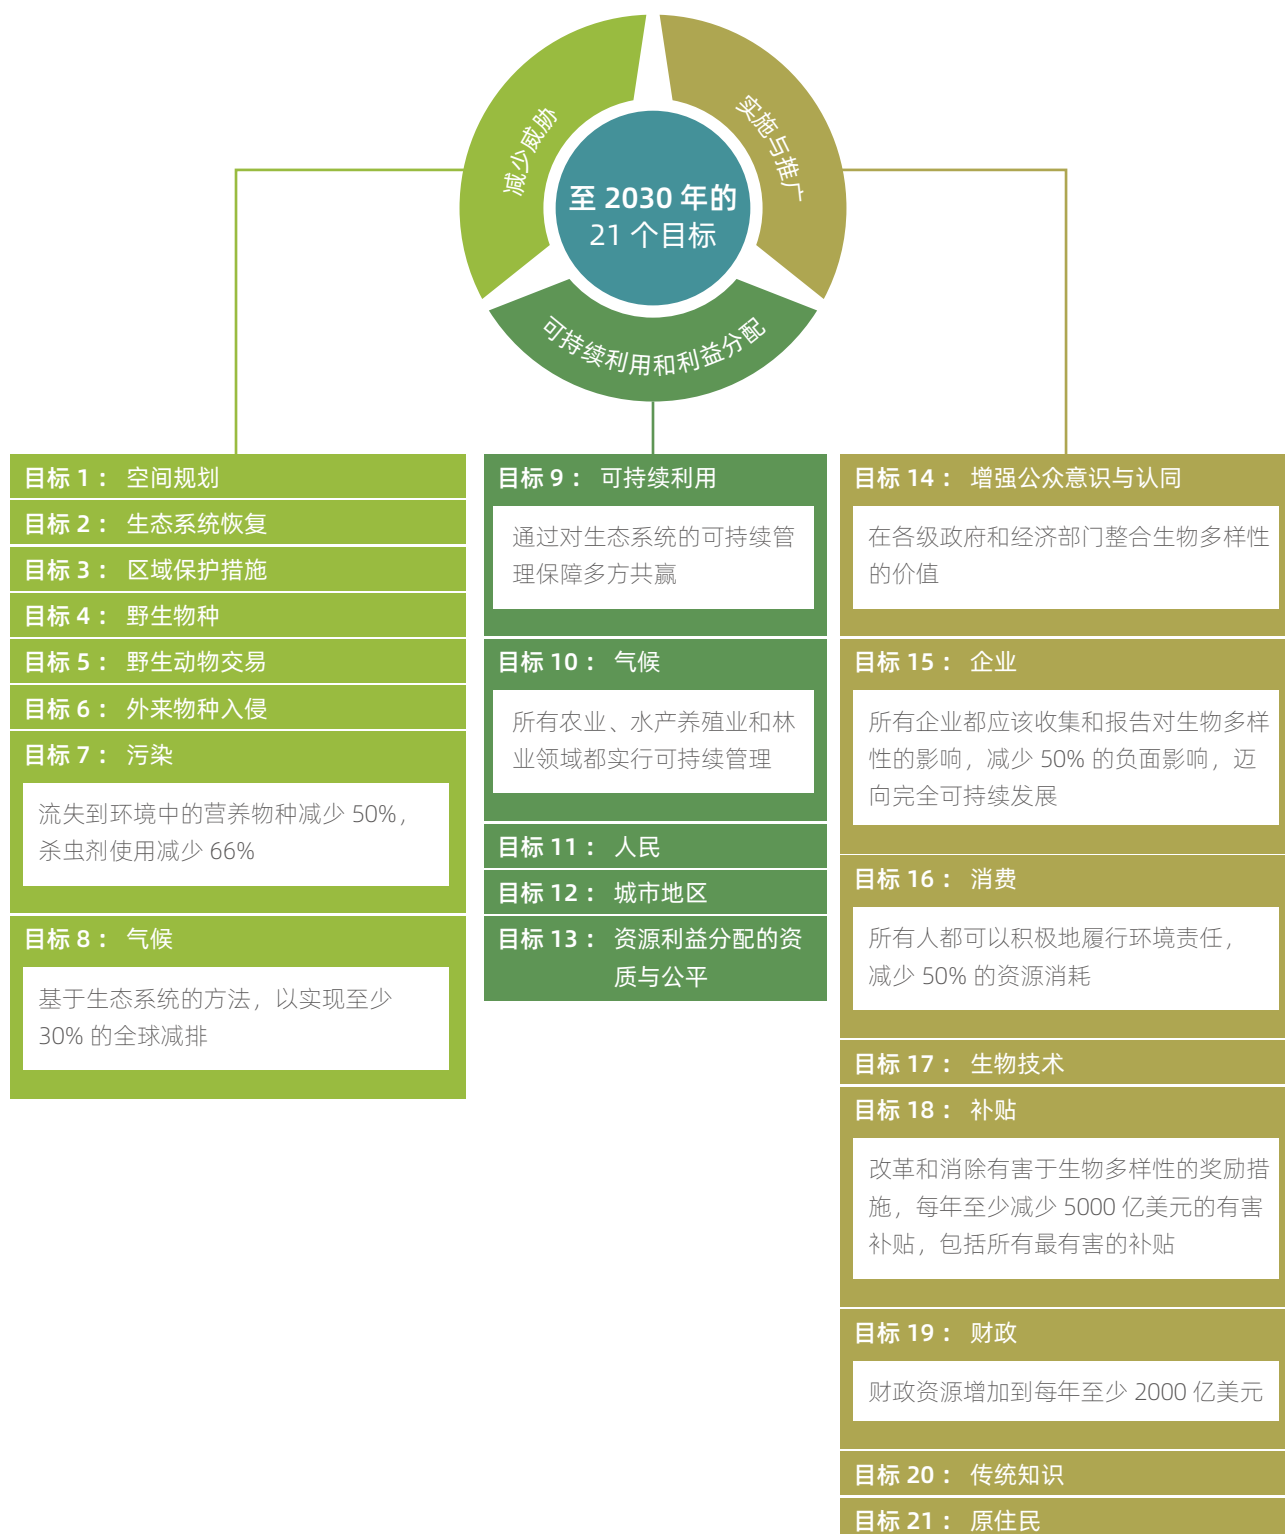 减少威胁
实施与推广
至 2030 年的
21 个目标
可持续利用和利益分配
目标 1： 空间规划
目标 2： 生态系统恢复
目标 3： 区域保护措施
目标 4： 野生物种
目标 5： 野生动物交易
目标 6： 外来物种入侵
目标 7： 污染
流失到环境中的营养物种减少 50%，
杀虫剂使用减少 66%
目标 8： 气候
基于生态系统的方法，以实现至少
30% 的全球减排
目标 9： 可持续利用
通过对生态系统的可持续管
理保障多方共赢
目标 10： 气候
所有农业、水产养殖业和林
业领域都实行可持续管理
目标 11： 人民
目标 12： 城市地区
目标 13： 资源利益分配的资
质与公平
目标 14： 增强公众意识与认同
在各级政府和经济部门整合生物多样性
的价值
目标 15： 企业
所有企业都应该收集和报告对生物多样
性的影响，减少 50% 的负面影响，迈
向完全可持续发展
目标 16： 消费
所有人都可以积极地履行环境责任，
减少 50% 的资源消耗
目标 17： 生物技术
目标 18： 补贴
改革和消除有害于生物多样性的奖励措
施，每年至少减少 5000 亿美元的有害
补贴，包括所有最有害的补贴
目标 19： 财政
财政资源增加到每年至少 2000 亿美元
目标 20： 传统知识
目标 21： 原住民